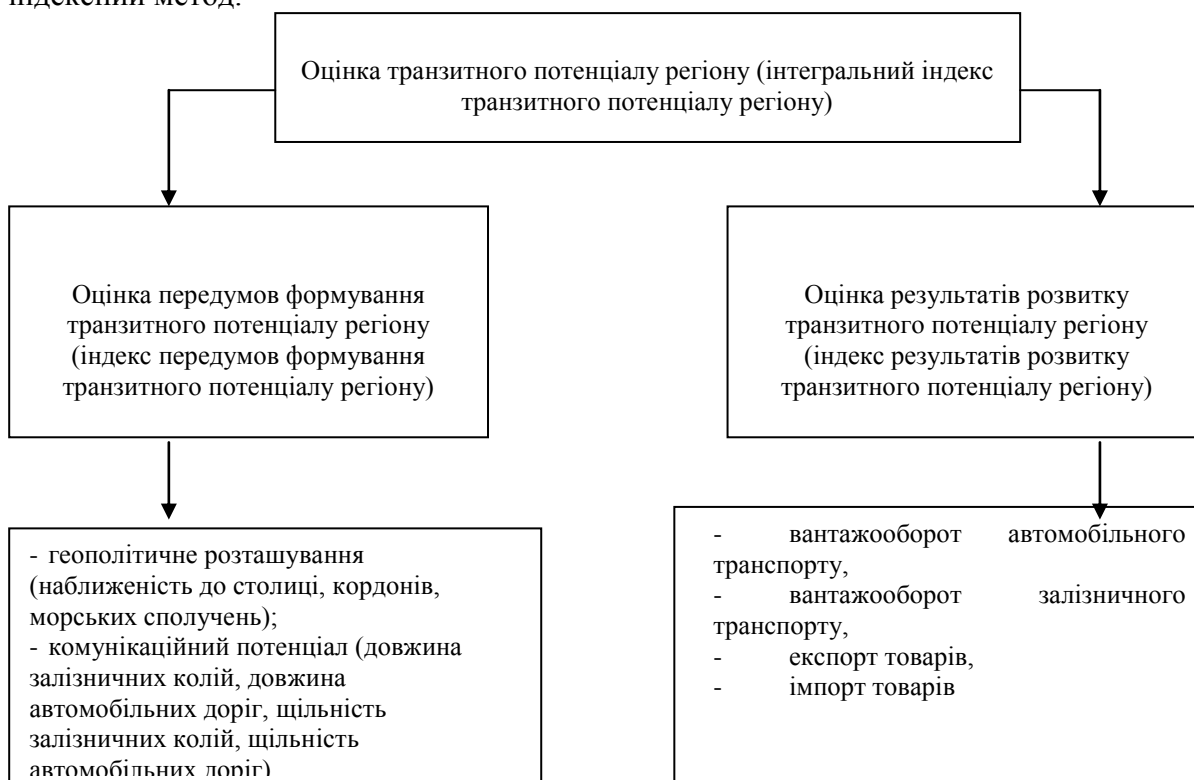 індексний метод.
Оцінка транзитного потенціалу регіону (інтегральний індекс
транзитного потенціалу регіону)
Оцінка передумов формування
транзитного потенціалу регіону
(індекс передумов формування
транзитного потенціалу регіону)
Оцінка результатів розвитку
транзитного потенціалу регіону
(індекс результатів розвитку
транзитного потенціалу регіону)
- геополітичне розташування
(наближеність до столиці, кордонів,
морських сполучень);
- комунікаційний потенціал (довжина
залізничних колій, довжина
автомобільних доріг, щільність
залізничних колій, щільність
автомобільних доріг)
- вантажооборот автомобільного
транспорту,
- вантажооборот залізничного
транспорту,
- експорт товарів,
- імпорт товарів